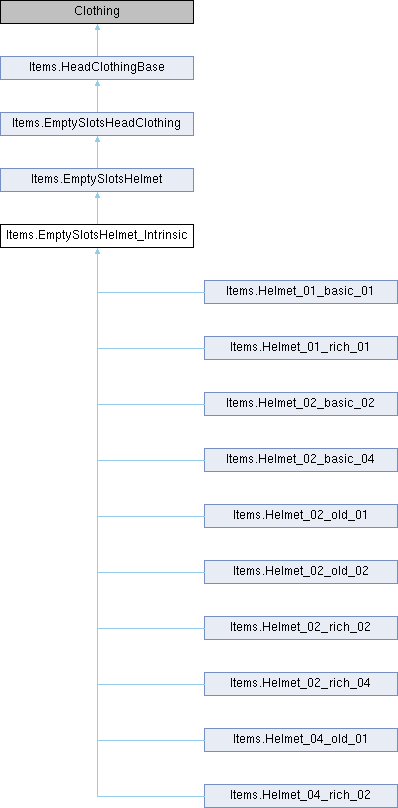 Clothing
Items.HeadClothingBase
Items.EmptySlotsHeadClothing
Items.EmptySlotsHelmet
Items.EmptySlotsHelmet_Intrinsic
Items.Helmet_01_basic_01
Items.Helmet_01_rich_01
Items.Helmet_02_basic_02
Items.Helmet_02_basic_04
Items.Helmet_02_old_01
Items.Helmet_02_old_02
Items.Helmet_02_rich_02
Items.Helmet_02_rich_04
Items.Helmet_04_old_01
Items.Helmet_04_rich_02